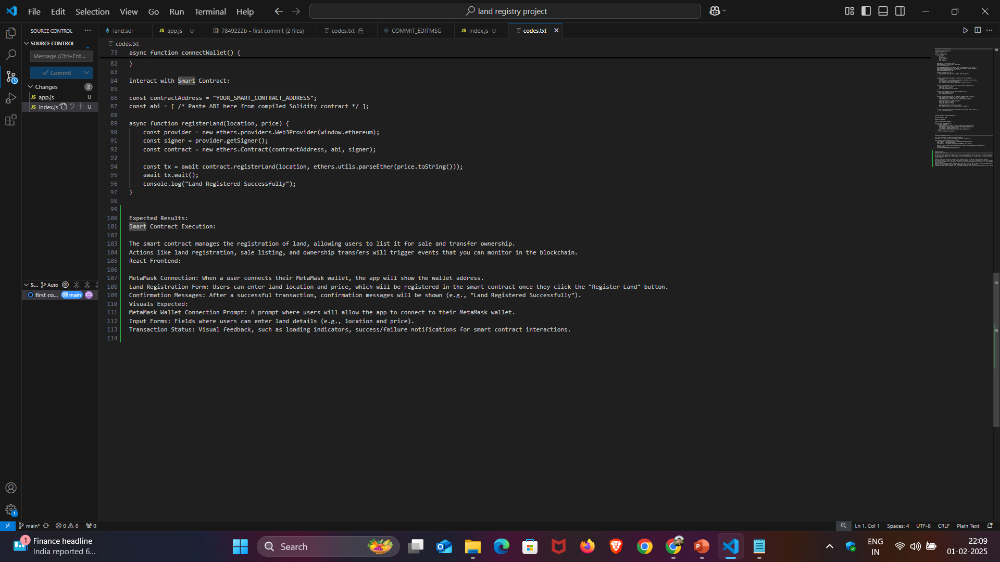 File Edit Selection View Go Run Terminal Help
land registry project
SOURCE CONTROL
land.sol
JS app.js U
7849222b - first commit (2 files)
codes.txt
COMMIT_EDITMSG
JS index.js U
codes.txt
SOURCE CONTROL
Message (Ctrl+Ent...
Commit
Changes 2
JS app.js U
JS index.js U
S... Auto
first co... main
codes.txt
73 async function connectWallet() {
82 }
83
84 Interact with Smart Contract:
85
86 const contractAddress = "YOUR_SMART_CONTRACT_ADDRESS";
87 const abi = [ /* Paste ABI here from compiled Solidity contract */ ];
88
89 async function registerLand(location, price) {
90 const provider = new ethers.providers.Web3Provider(window.ethereum);
91 const signer = provider.getSigner();
92 const contract = new ethers.Contract(contractAddress, abi, signer);
93
94 const tx = await contract.registerLand(location, ethers.utils.parseEther(price.toString()));
95 await tx.wait();
96 console.log("Land Registered Successfully");
97 }
98
99
100 Expected Results:
101 Smart Contract Execution:
102
103 The smart contract manages the registration of land, allowing users to list it for sale and transfer ownership.
104 Actions like land registration, sale listing, and ownership transfers will trigger events that you can monitor in the blockchain.
105 React Frontend:
106
107 MetaMask Connection: When a user connects their MetaMask wallet, the app will show the wallet address.
108 Land Registration Form: Users can enter land location and price, which will be registered in the smart contract once they click the "Register Land" button.
109 Confirmation Messages: After a successful transaction, confirmation messages will be shown (e.g., "Land Registered Successfully").
110 Visuals Expected:
111 MetaMask Wallet Connection Prompt: A prompt where users will allow the app to connect to their MetaMask wallet.
112 Input Forms: Fields where users can enter land details (e.g., location and price).
113 Transaction Status: Visual feedback, such as loading indicators, success/failure notifications for smart contract interactions.
114
1
main* 0 0 0
Ln 1, Col 1 Spaces: 4 UTF-8 CRLF Plain Text
1
Finance headline
India reported 6...
Search
ENG
IN
22:09
01-02-2025